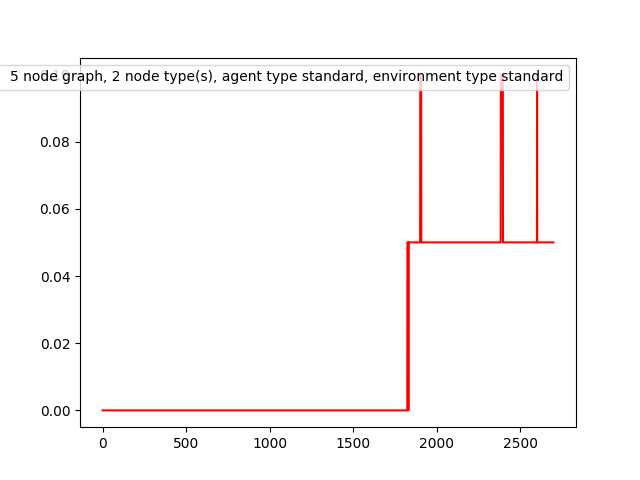 5 node graph, 2 node type(s), agent type standard, environment type standard
0.08
0.06
0.04
0.02
0.00
0 500 1000 1500 2000 2500